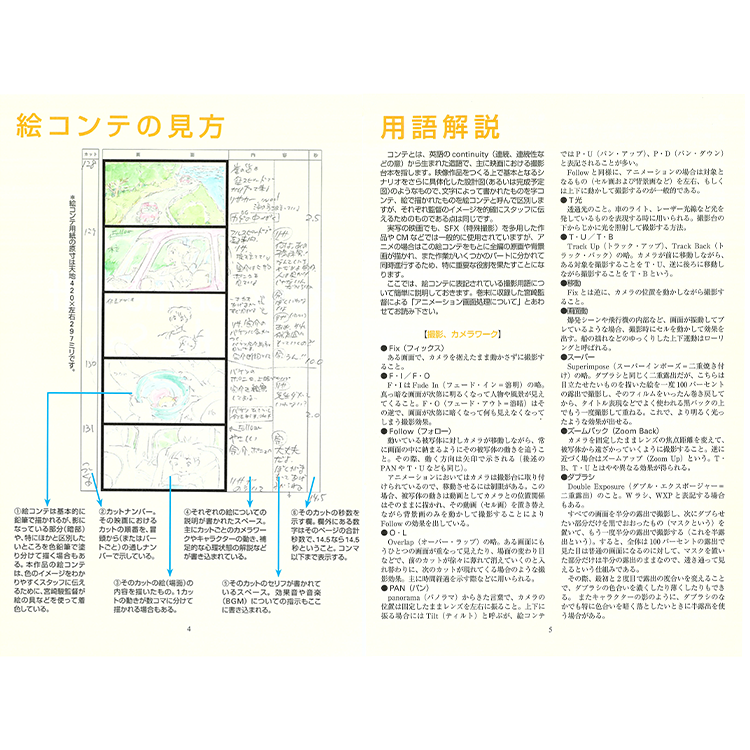 絵コンテの見方
カット
画
面
内
容
秒
128
129
130
131
2.5
10.0
2.0
14.5
＊絵コンテ用紙の原寸は天地420×左右297ミリです。
①絵コンテは基本的に
鉛筆で描かれるが、影に
なっている部分(暗部)
や、特にほかと区別した
いところを色鉛筆で塗
り分けて描く場合もあ
る。本作品の絵コンテ
は、色のイメージをわか
りやすくスタッフに伝え
るために、宮崎駿監督が
絵の具などを使って着
色している。
②カットナンバー。
その映画における
カットの順番を、冒
頭から(またはパー
トごと)の通しナン
バーで示している。
③そのカットの絵(場面)の
内容を描いたもの。1カッ
トの動きが数コマに分けて
描かれる場合もある。
④それぞれの絵についての
説明が書かれたスペース。
主にカットごとのカメラワー
クやキャラクターの動き、補
足的な心理状態の解説など
が書き込まれている。
⑤そのカットのセリフが書かれて
いるスペース。効果音や音楽
(BGM)についての指示もここ
に書き込まれる。
⑥そのカットの秒数を
示す欄。欄外にある数
字はそのページの合計
秒数で、14.5なら14.5
秒ということ。コンマ
以下まで表示する。
4
用語解説
コンテとは、英語のcontinuity（連続、連続性な
どの意）から生まれた造語で、主に映画における撮影
台本を指します。映像作品をつくる上で基本となるシ
ナリオをさらに具体化した設計図(あるいは完成予定
図)のようなもので、文字によって書かれたものを字コ
ンテ、絵で描かれたものを絵コンテと呼んで区別しま
すが、それぞれ監督のイメージを的確にスタッフに伝
えるためのものである点は同じです。
実写の映画でも、SFX（特殊撮影）を多用した作
品やCMなどでは一般的に使用されていますが、ア
ニメの場合はこの絵コンテをもとに全編の原画や背景
画が描かれ、また作業がいくつかのパートに分かれて
同時進行するため、特に重要な役割を果たすことにな
ります。
ここでは、絵コンテに表記されている撮影用語につ
いて簡単に説明しておきます。巻末に収録した宮崎監
督による「アニメーション画面処理について」とあわ
せてお読み下さい。
【撮影、カメラワーク】
●Fix（フィックス）
ある画面で、カメラを据えたまま動かさずに撮影す
ること。
●F・I／F・O
F・IはFade In（フェード・イン＝溶明）の略。
真っ暗な画面が次第に明るくなって人物や風景が見え
てくること。F・O（フェード・アウト＝溶暗）はそ
の逆で、画面が次第に暗くなって何も見えなくなって
しまう撮影効果。
●Follow（フォロー）
動いている被写体に対しカメラが移動しながら、常
に画面の中に納まるようにその被写体の動きを追うこ
と。その際、動く方向は矢印で示される（後述の
PANやT・Uなども同じ）。
アニメーションにおいてはカメラは撮影台に取り付
けられているので、移動させるには制限がある。この
場合、被写体の動きは動画としてカメラとの位置関係
はそのままに描かれ、その動画（セル画）を置き替え
ながら背景画のみを動かして撮影することにより
Followの効果を出している。
●O・L
Overlap（オーバー・ラップ）の略。ある画面にも
うひとつの画面が重なって見えたり、場面の変わり目
などで、前のカットが徐々に薄れて消えていくのと入
れ替わりに、次のカットが現れてくる場合のような撮影
効果。主に時間経過を示す際などに用いられる。
●PAN（パン）
panorama（パノラマ）からきた言葉で、カメラの
位置は固定したままレンズを左右に振ること。上下に
振る場合にはTilt（ティルト）と呼ぶが、絵コンテ
ではP・U（パン・アップ）、P・D（パン・ダウン）
と表記されることが多い。
Followと同様に、アニメーションの場合は対象と
なるもの（セル画および背景画など）を左右、もしく
は上下に動かして撮影するのが一般的である。
●T光
透過光のこと。車のライト、レーザー光線など光を
発しているものを表現する時に用いられる。撮影台の
下からじかに光を照射して撮影する方法。
●T・U／T・B
Track Up（トラック・アップ）、Track Back（ト
ラック・バック）の略。カメラが前に移動しながら、
ある対象を撮影することをT・U、逆に後ろに移動し
ながら撮影することをT・Bという。
●移動
Fixとは逆に、カメラの位置を動かしながら撮影す
ること。
●画面動
爆発シーンや飛行機の内部など、画面が振動してブ
レているような場合、撮影時にセルを動かして効果を
出す。船の揺れなどのゆっくりした上下運動はローリ
ングと呼ばれる。
●スーパー
Superimpose（スーパーインポーズ＝二重焼き付
け）の略。ダブラシと同じく二重露出だが、こちらは
目立たせたいものを描いた絵を一度100パーセント
の露出で撮影し、そのフィルムをいったん巻き戻して
から、タイトル表現などでよく使われる黒バックの上
でもう一度撮影して重ねる。これで、より明るく光っ
たような効果が出せる。
●ズームバック（Zoom Back）
カメラを固定したままレンズの焦点距離を変えて、
被写体から遠ざかっていくように撮影すること。逆に
近づく場合はズームアップ（Zoom Up）という。T・
B、T・Uとはやや異なる効果が得られる。
●ダブラシ
Double Exposure（ダブル・エクスポージャー＝
二重露出）のこと。Wラシ、WXPと表記する場合も
ある。
すべての画面を半分の露出で撮影し、次にダブらせ
たい部分だけを黒でおおったもの（マスクという）を
置いて、もう一度半分の露出で撮影する（これを半露
出という）。すると、全体は100パーセントの露出で
見た目は普通の画面になるのに対して、マスクを置い
た部分だけは半分の露出のままなので、透き通って見
えるという仕組みである。
その際、最初と2度目で露出の度合いを変えること
で、ダブラシの色合いを濃くしたり薄くしたりもでき
る。またキャラクターの影のように、ダブラシのな
かでも特に色合いを暗く落としたいときに半露出を使
う場合がある。
5